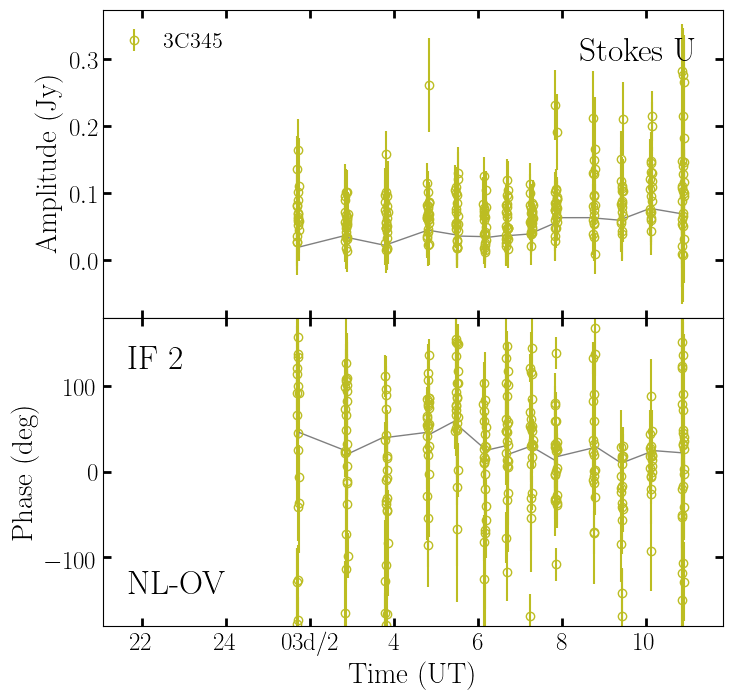 3C345
Stokes U
Amplitude (Jy)
0.3
0.2
0.1
0.0
IF 2
NL-OV
Phase (deg)
100
0
−100
22 24 03d/2 4 6 8 10
Time (UT)